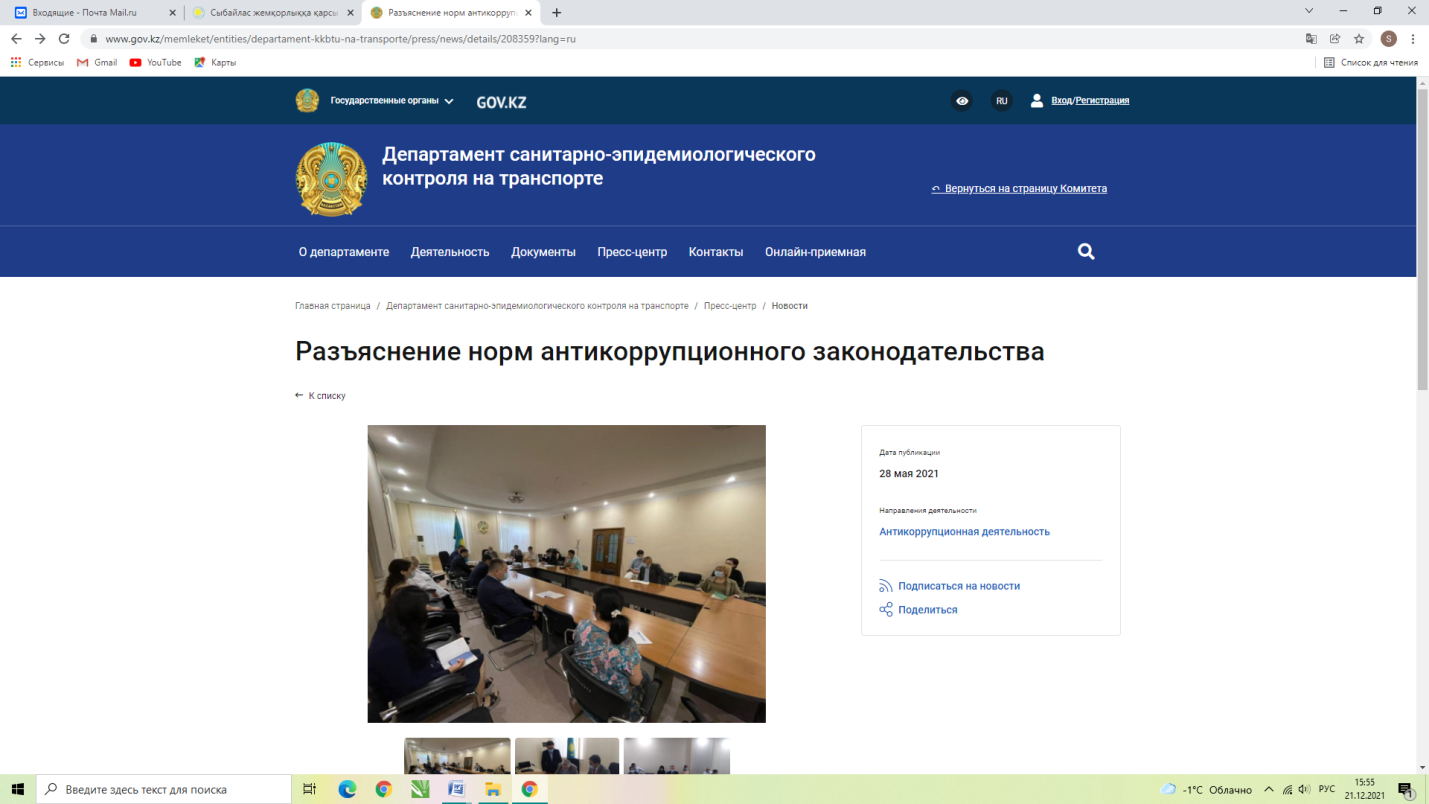 Входящие - Почта Mail.ru
Сыбайлас жемқорлыққа қарсы
Разъяснение норм антикоррупц
www.gov.kz/memleket/entities/departament-kkbtu-na-transporte/press/news/details/208359?lang=ru
S
Сервисы
Gmail
YouTube
Карты
Список для чтения
Государственные органы
GOV.KZ
RU
Вход/Регистрация
Департамент санитарно-эпидемиологического
контроля на транспорте
Вернуться на страницу Комитета
О департаменте
Деятельность
Документы
Пресс-центр
Контакты
Онлайн-приемная
Главная страница / Департамент санитарно-эпидемиологического контроля на транспорте / Пресс-центр / Новости
Разъяснение норм антикоррупционного законодательства
← К списку
Дата публикации
28 мая 2021
Направления деятельности
Антикоррупционная деятельность
Подписаться на новости
Поделиться
Введите здесь текст для поиска
-1°C Облачно
РУС
15:55
21.12.2021
1